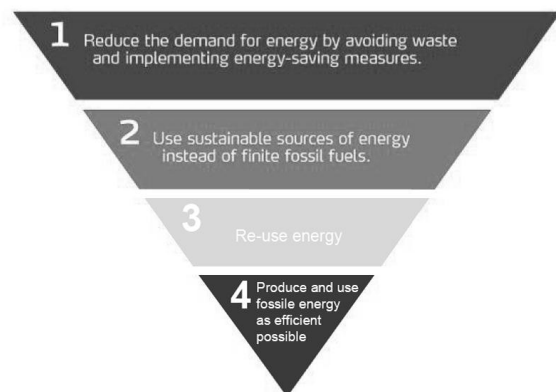 1 Reduce the demand for energy by avoiding waste
and implementing energy-saving measures.
2 Use sustainable sources of energy
instead of finite fossil fuels.
3
Re-use energy
4 Produce and use
fossile energy
as efficient
possible